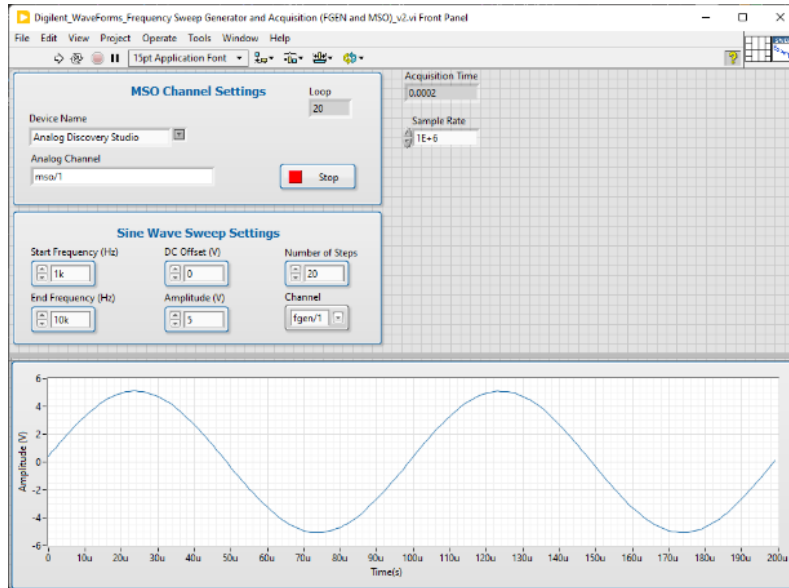 Digilent_WaveForms_Frequency Sweep Generator and Acquisition (FGEN and MSO)_v2.vi Front Panel
File Edit View Project Operate Tools Window Help
15pt Application Font
MSO Channel Settings
Loop
20
Device Name
Analog Discovery Studio
Analog Channel
mso/1
Stop
Acquisition Time
0.0002
Sample Rate
1E+6
Sine Wave Sweep Settings
Start Frequency (Hz) DC Offset (V) Number of Steps
1k 0 20
End Frequency (Hz) Amplitude (V) Channel
10k 5 fgen/1
Amplitude (V)
6
4
2
0
-2
-4
-6
0 10u 20u 30u 40u 50u 60u 70u 80u 90u 100u 110u 120u 130u 140u 150u 160u 170u 180u 190u 200u
Time(s)